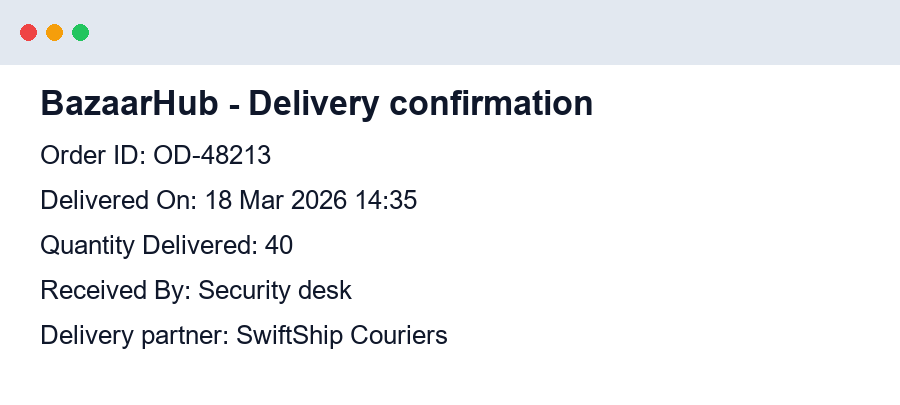 BazaarHub - Delivery confirmation
Order ID: OD-48213
Delivered On: 18 Mar 2026 14:35
Quantity Delivered: 40
Received By: Security desk
Delivery partner: SwiftShip Couriers